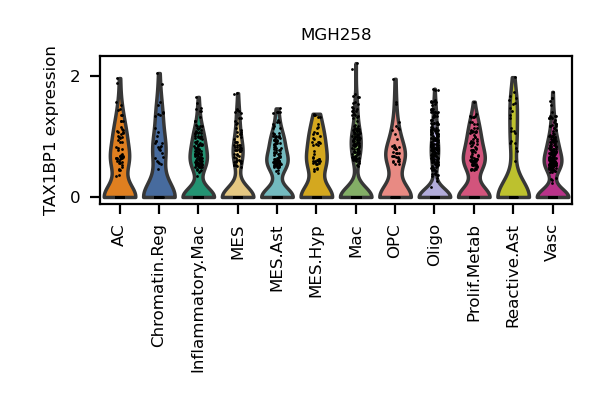 MGH258
TAX1BP1 expression
2
0
AC
Chromatin.Reg
Inflammatory.Mac
MES
MES.Ast
MES.Hyp
Mac
OPC
Oligo
Prolif.Metab
Reactive.Ast
Vasc